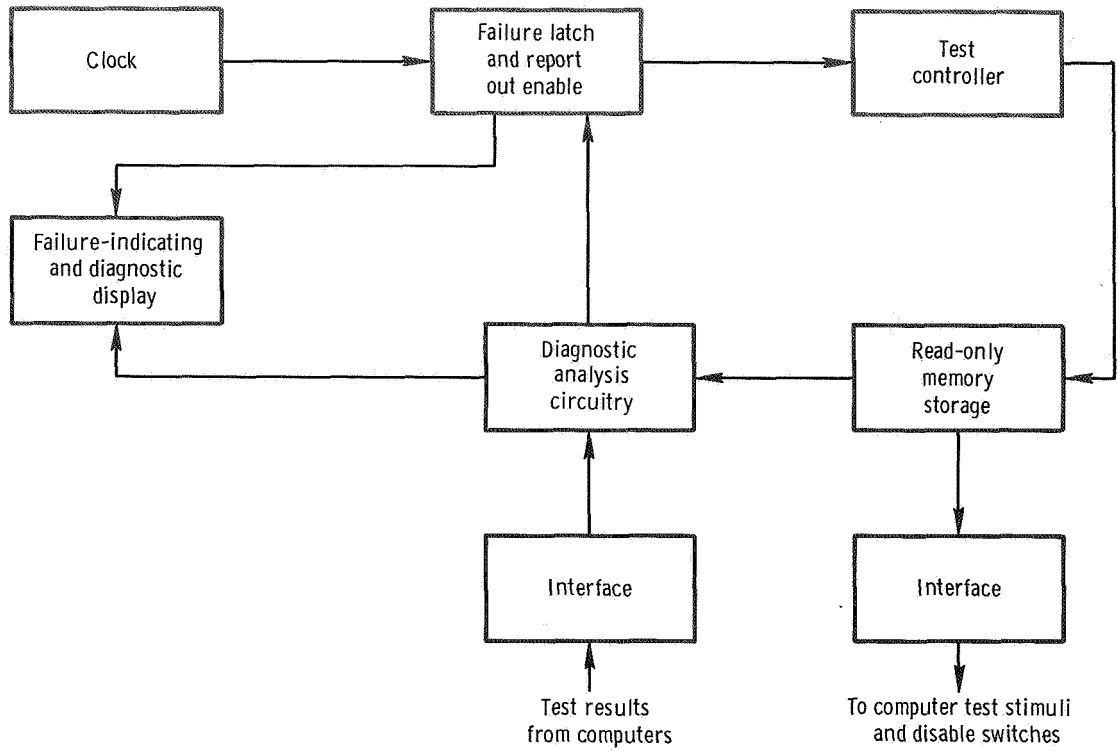 Clock
Failure latch
and report
out enable
Test
controller
Failure-indicating
and diagnostic
display
Diagnostic
analysis
circuitry
Read-only
memory
storage
Interface
Interface
Test results
from computers
To computer test stimuli
and disable switches